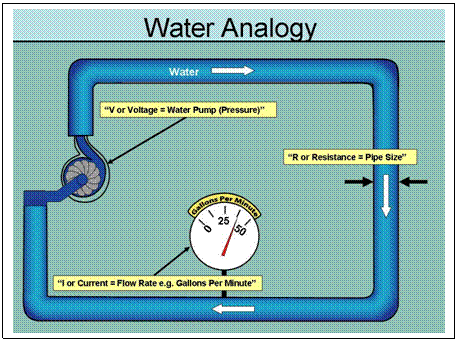 Water Analogy
Water
“V or Voltage = Water Pump (Pressure)”
“R or Resistance = Pipe Size”
Gallons Per Minute
0 25 50
“I or Current = Flow Rate e.g. Gallons Per Minute”